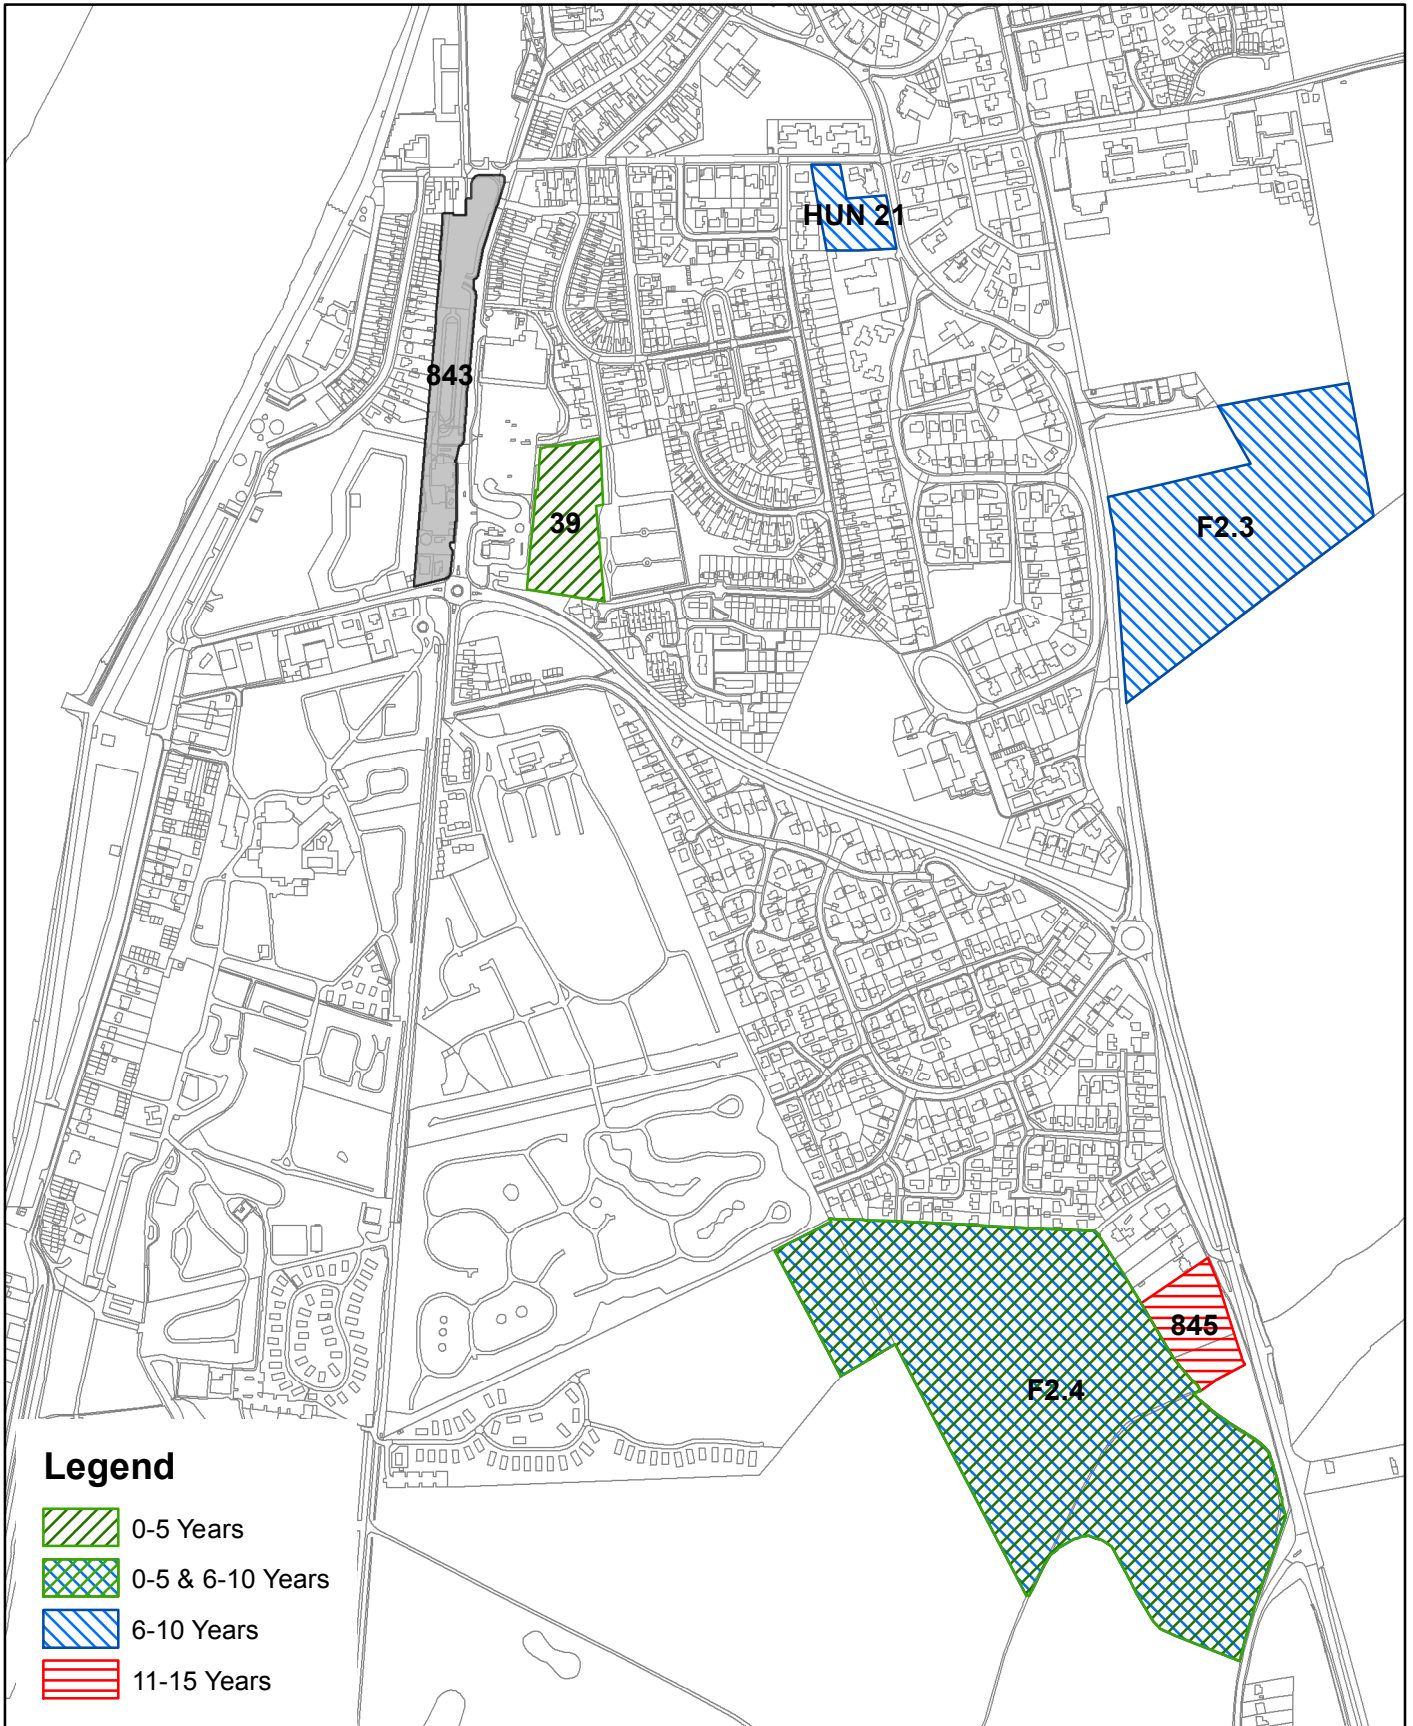 HUN 21
843
39
F2.3
845
F2.4
Legend
0-5 Years
0-5 & 6-10 Years
6-10 Years
11-15 Years